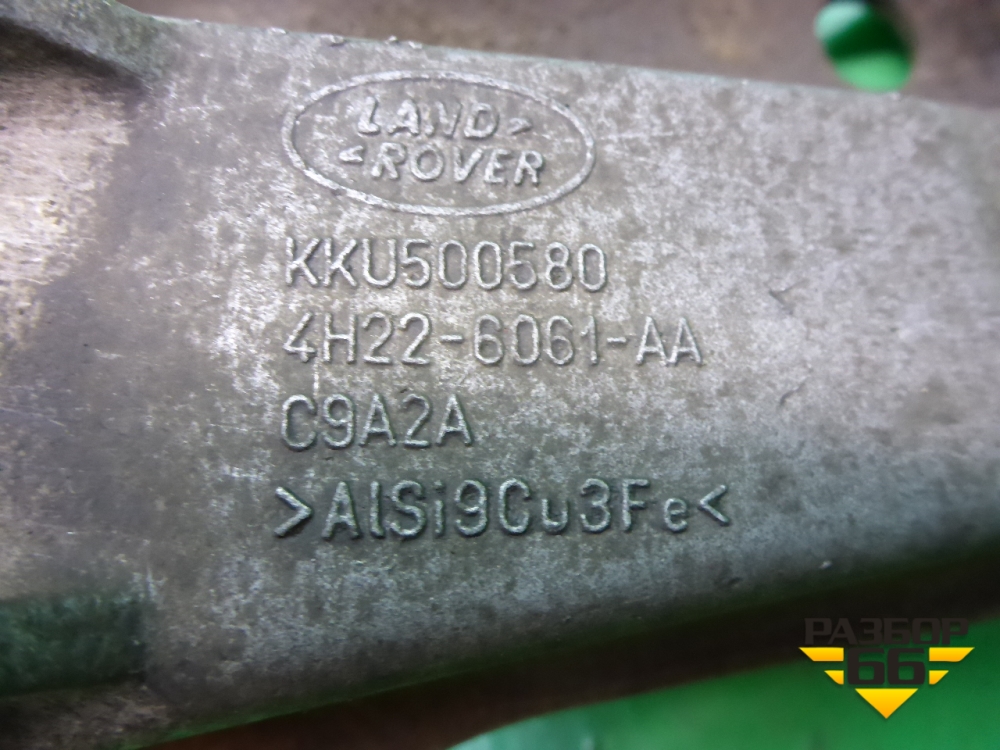 LAND>
<ROVER
KKU500580
4H22-6061-AA
C9A2A
>AlSi9Cu3Fe<
РАЗБОР
66